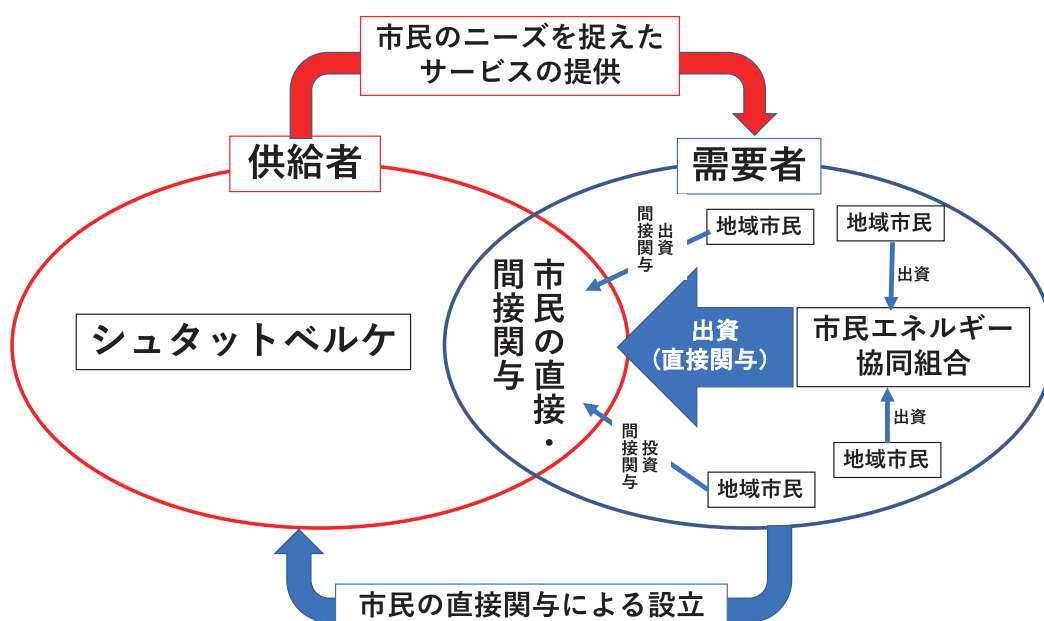 市民のニーズを捉えた
サービスの提供
供給者
需要者
シュタットベルケ
市民の直接・
間接関与
出資
間接関与
地域市民
地域市民
出資
出資
(直接関与)
市民エネルギー
協同組合
投資
間接関与
地域市民
出資
地域市民
市民の直接関与による設立